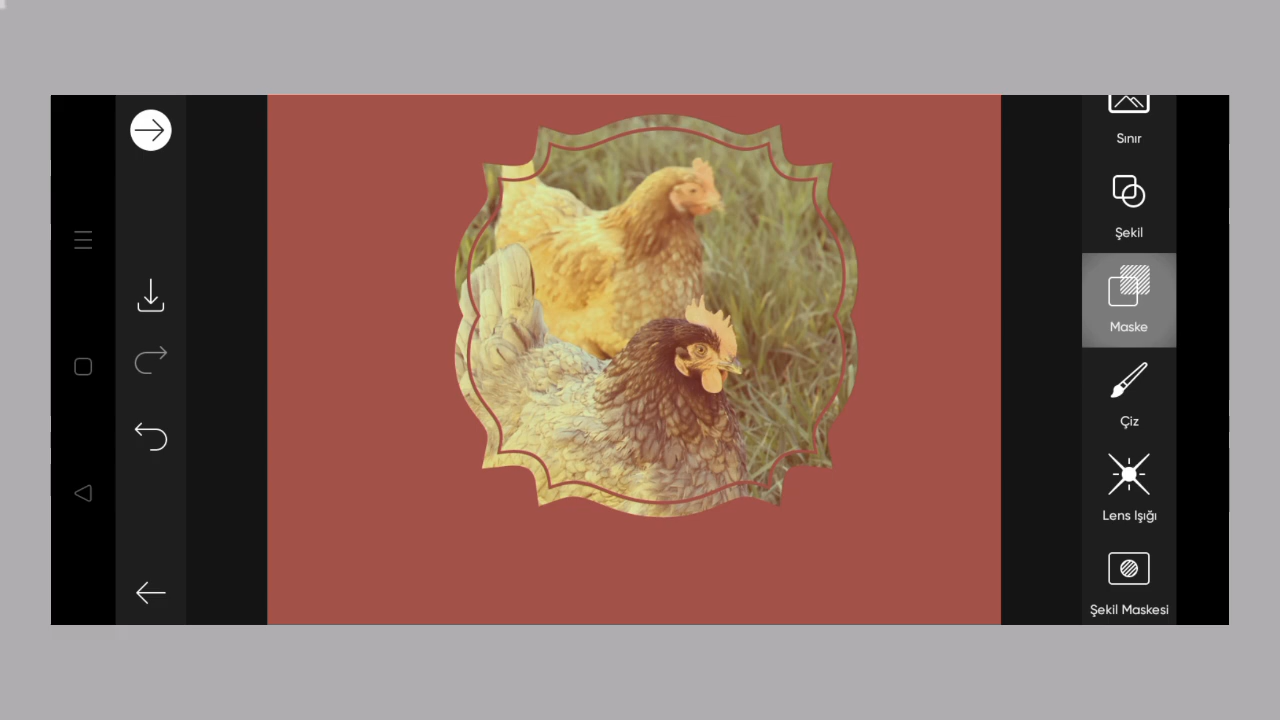 Sınır
Şekil
Maske
Çiz
Lens Işığı
Şekil Maskesi